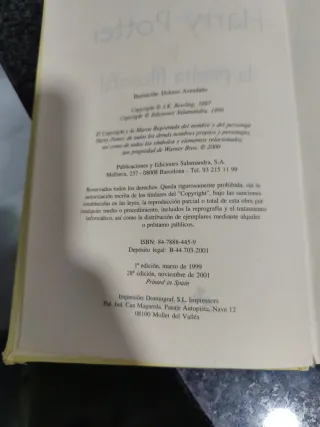 Harry Potter
la piedra filosofal
Ilustración: Dolores Avendaño
Copyright © J.K. Rowling, 1997
Copyright © Ediciones Salamandra, 1999
El Copyright y la Marca Registrada del nombre y del personaje
Harry Potter, de todos los demás nombres propios y personajes,
así como de todos los símbolos y elementos relacionados,
son propiedad de Warner Bros. © 2000
Publicaciones y Ediciones Salamandra, S.A.
Mallorca, 237 - 08008 Barcelona - Tel. 93 215 11 99
Reservados todos los derechos. Queda rigurosamente prohibida, sin la
autorización escrita de los titulares del "Copyright", bajo las sanciones
establecidas en las leyes, la reproducción parcial o total de esta obra por
cualquier medio o procedimiento, incluidos la reprografía y el tratamiento
informático, así como la distribución de ejemplares mediante alquiler
o préstamo públicos.
ISBN: 84-7888-445-9
Depósito legal: B-44.703-2001
1ª edición, marzo de 1999
28ª edición, noviembre de 2001
Printed in Spain
Impresión: Domingraf, S.L. Impressors
Pol. Ind. Can Magarola, Pasaje Autopista, Nave 12
08100 Mollet del Vallès